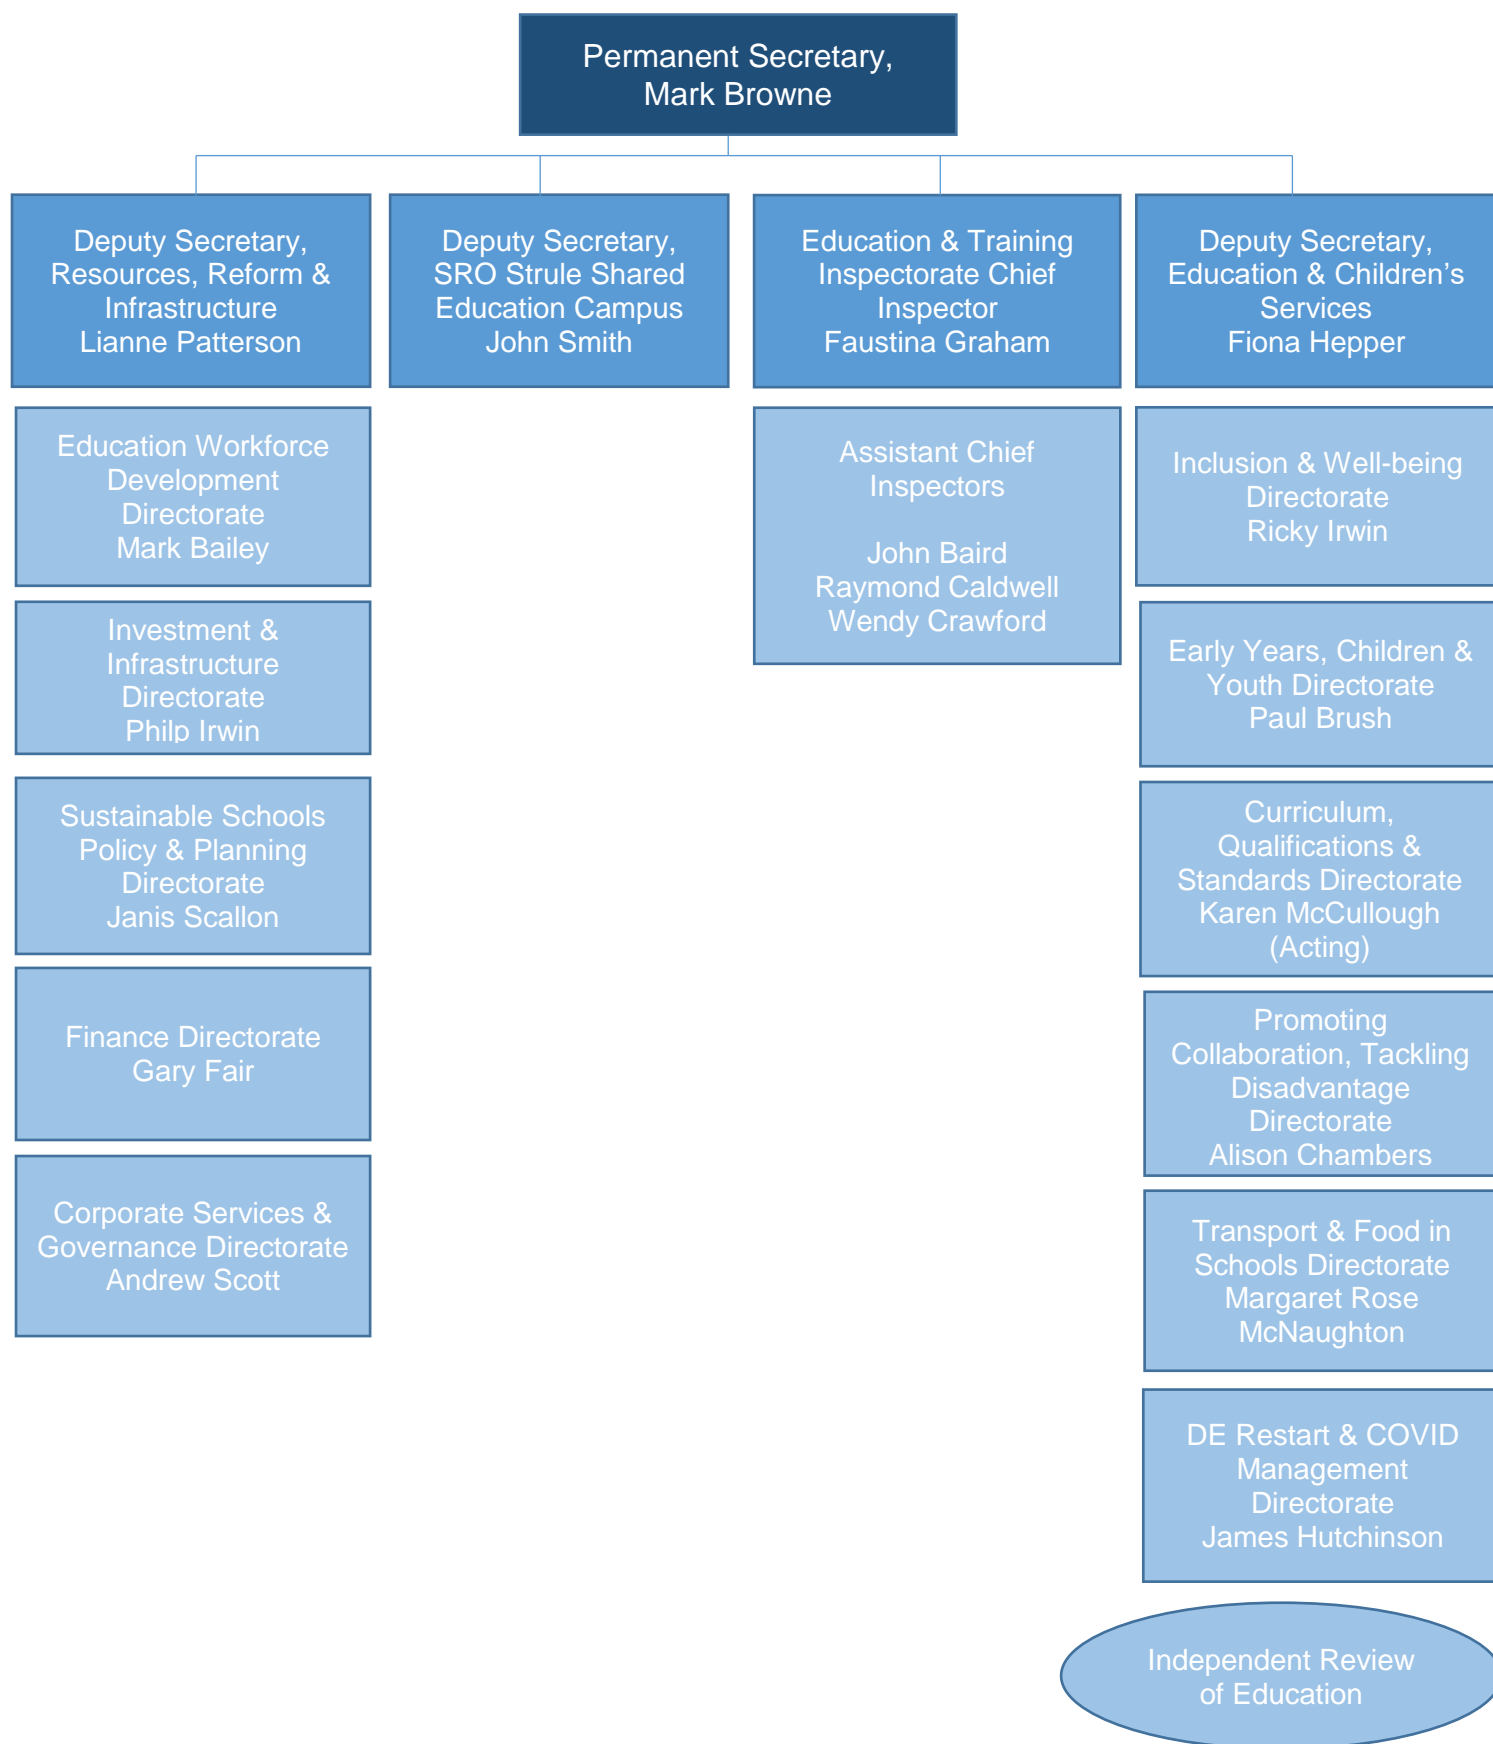 Permanent Secretary,
Mark Browne
Deputy Secretary,
Resources, Reform &
Infrastructure
Lianne Patterson
Deputy Secretary,
SRO Strule Shared
Education Campus
John Smith
Education & Training
Inspectorate Chief
Inspector
Faustina Graham
Deputy Secretary,
Education & Children’s
Services
Fiona Hepper
Education Workforce
Development
Directorate
Mark Bailey
Investment &
Infrastructure
Directorate
Philp Irwin
Sustainable Schools
Policy & Planning
Directorate
Janis Scallon
Finance Directorate
Gary Fair
Corporate Services &
Governance Directorate
Andrew Scott
Assistant Chief
Inspectors
John Baird
Raymond Caldwell
Wendy Crawford
Inclusion & Well-being
Directorate
Ricky Irwin
Early Years, Children &
Youth Directorate
Paul Brush
Curriculum,
Qualifications &
Standards Directorate
Karen McCullough
(Acting)
Promoting
Collaboration, Tackling
Disadvantage
Directorate
Alison Chambers
Transport & Food in
Schools Directorate
Margaret Rose
McNaughton
DE Restart & COVID
Management
Directorate
James Hutchinson
Independent Review
of Education